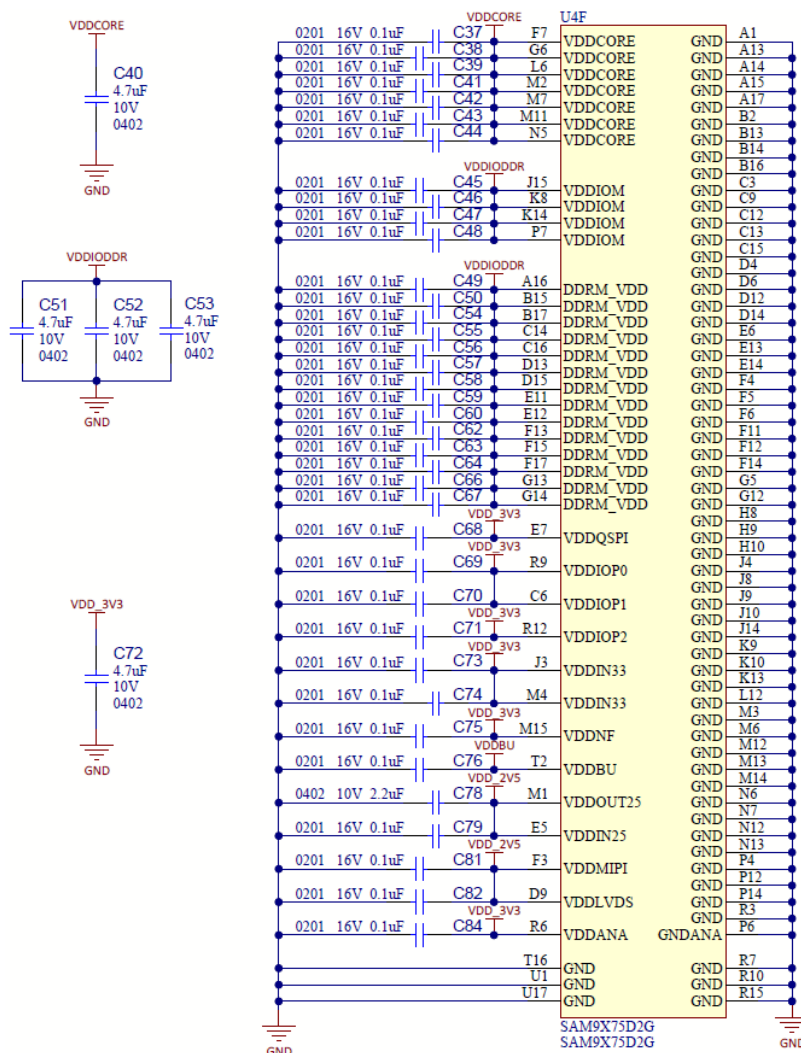 VDDCORE
C40
4.7uF
10V
0402
GND
VDDIODDR
C51 C52 C53
4.7uF 4.7uF 4.7uF
10V 10V 10V
0402 0402 0402
GND
VDD_3V3
C72
4.7uF
10V
0402
GND
VDDCORE U4F
0201 16V 0.1uF C37 F7 VDDCORE GND A1
0201 16V 0.1uF C38 G6 VDDCORE GND A13
0201 16V 0.1uF C39 L6 VDDCORE GND A14
0201 16V 0.1uF C41 M2 VDDCORE GND A15
0201 16V 0.1uF C42 M7 VDDCORE GND A17
0201 16V 0.1uF C43 M11 VDDCORE GND B2
0201 16V 0.1uF C44 N5 VDDCORE GND B13
GND B14
VDDIODDR GND B16
0201 16V 0.1uF C45 J15 VDDIOM GND C3
0201 16V 0.1uF C46 K8 VDDIOM GND C9
0201 16V 0.1uF C47 K14 VDDIOM GND C12
0201 16V 0.1uF C48 P7 VDDIOM GND C13
GND C15
VDDIODDR GND D4
0201 16V 0.1uF C49 A16 DDRM_VDD GND D6
0201 16V 0.1uF C50 B15 DDRM_VDD GND D12
0201 16V 0.1uF C54 B17 DDRM_VDD GND D14
0201 16V 0.1uF C55 C14 DDRM_VDD GND E6
0201 16V 0.1uF C56 C16 DDRM_VDD GND E13
0201 16V 0.1uF C57 D13 DDRM_VDD GND E14
0201 16V 0.1uF C58 D15 DDRM_VDD GND F4
0201 16V 0.1uF C59 E11 DDRM_VDD GND F5
0201 16V 0.1uF C60 E12 DDRM_VDD GND F6
0201 16V 0.1uF C62 F13 DDRM_VDD GND F11
0201 16V 0.1uF C63 F15 DDRM_VDD GND F12
0201 16V 0.1uF C64 F17 DDRM_VDD GND F14
0201 16V 0.1uF C66 G13 DDRM_VDD GND G5
0201 16V 0.1uF C67 G14 DDRM_VDD GND G12
VDD_3V3 GND H8
0201 16V 0.1uF C68 E7 VDDQSPI GND H9
VDD_3V3 GND H10
0201 16V 0.1uF C69 R9 VDDIOP0 GND J4
GND J8
0201 16V 0.1uF C70 C6 VDDIOP1 GND J9
VDD_3V3 GND J10
0201 16V 0.1uF C71 R12 VDDIOP2 GND J14
VDD_3V3 GND K9
0201 16V 0.1uF C73 J3 VDDIN33 GND K10
GND K13
0201 16V 0.1uF C74 M4 VDDIN33 GND L12
VDD_3V3 GND M3
0201 16V 0.1uF C75 M15 VDDNF GND M6
VDDBU GND M12
0201 16V 0.1uF C76 T2 VDDBU GND M13
VDD_2V5 GND M14
0402 10V 2.2uF C78 M1 VDDOUT25 GND N6
GND N7
0201 16V 0.1uF C79 E5 VDDIN25 GND N12
VDD_2V5 GND N13
0201 16V 0.1uF C81 F3 VDDMIPI GND P4
GND P12
0201 16V 0.1uF C82 D9 VDDLVDS GND P14
VDD_3V3 GND R3
0201 16V 0.1uF C84 R6 VDDANA GNDANA P6
T16 GND GND R7
U1 GND GND R10
U17 GND GND R15
GND SAM9X75D2G GND
SAM9X75D2G